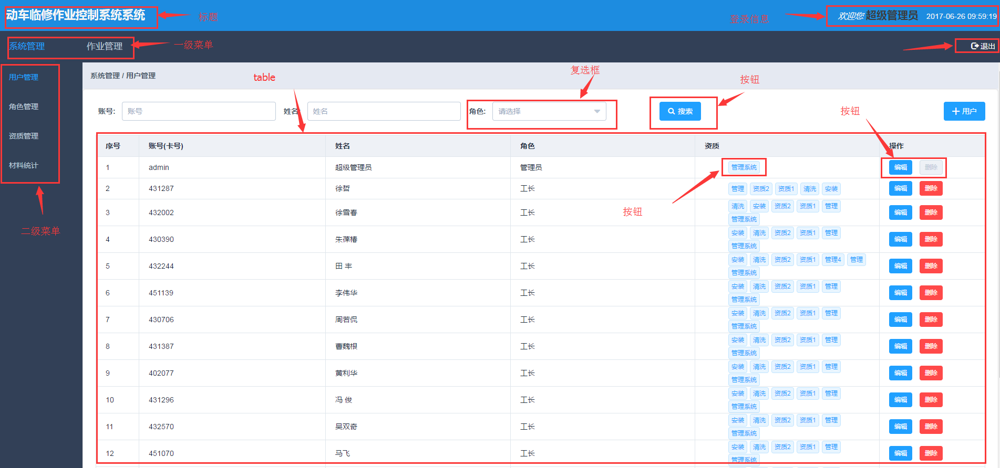 动车临修作业控制系统系统
标题
登录信息
欢迎您 超级管理员 2017-06-26 09:59:19
系统管理 作业管理
一级菜单
退出
用户管理
角色管理
资质管理
材料统计
二级菜单
系统管理 / 用户管理
table
复选框
按钮
账号: 账号 姓名: 姓名 角色: 请选择 搜索 按钮 + 用户
序号 账号(卡号) 姓名 角色 资质 操作
1 admin 超级管理员 管理员 管理系统 编辑 删除
2 431287 徐哲 工长 管理 资质2 资质1 清洗 安装 编辑 删除
按钮
3 432002 徐雪春 工长 清洗 安装 资质2 资质1 管理 编辑 删除
管理系统
4 430390 朱葆椿 工长 安装 清洗 资质2 资质1 管理 编辑 删除
管理系统
5 432244 田 丰 工长 安装 清洗 资质2 资质1 管理4 管理 编辑 删除
管理系统
6 451139 李伟华 工长 安装 清洗 资质2 资质1 管理 编辑 删除
管理系统
7 430706 周若侃 工长 安装 清洗 资质2 资质1 管理 编辑 删除
管理系统
8 431387 曹魏根 工长 安装 清洗 资质2 资质1 管理 编辑 删除
管理系统
9 402077 黄利华 工长 安装 清洗 资质2 资质1 管理 编辑 删除
管理系统
10 431296 冯 俊 工长 安装 清洗 资质2 资质1 管理 编辑 删除
管理系统
11 432570 吴双奇 工长 安装 清洗 资质2 资质1 管理 编辑 删除
管理系统
12 451070 马飞 工长 安装 清洗 资质2 资质1 管理 编辑 删除
管理系统